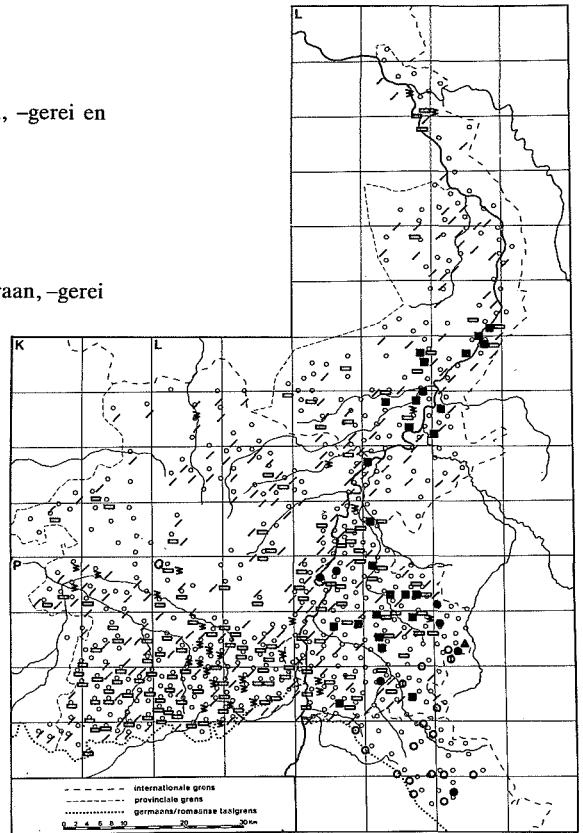 L
, –gerei en
raan, –gerei
K
L
P
Q
internationale grens
provinciale grens
germaans/romaanse taalgrens
0 2 4 6 8 10 20 30 Km